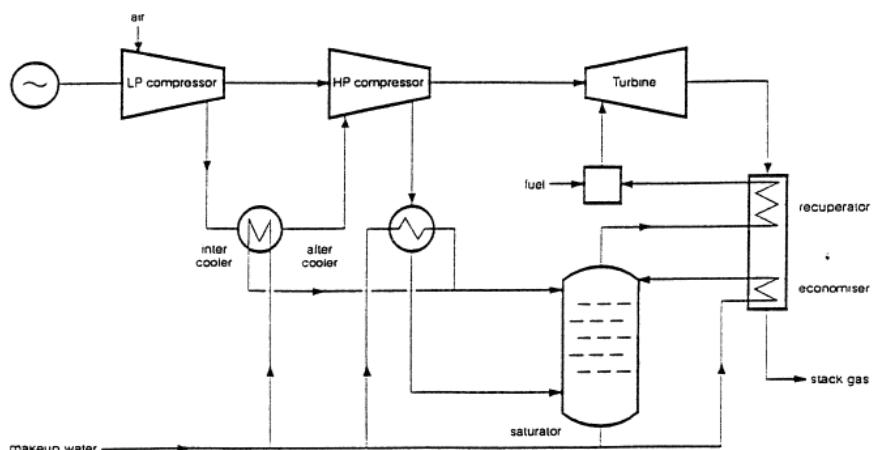 air
LP compressor
HP compressor
Turbine
fuel
recuperator
inter
cooler
after
cooler
economiser
stack gas
saturator
makeup water